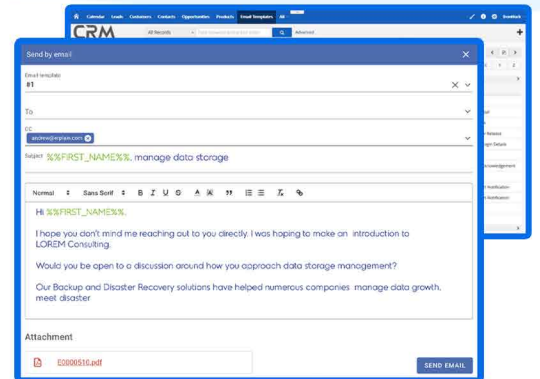 Calendar Leads Customers Contacts Opportunities Products Email Templates All
CRM
All Records
Advanced
Send by email
Email template
#1
To
CC
andrew@erplain.com
Subject %%FIRST_NAME%%, manage data storage
Normal Sans Serif B I U S A A
Hi %%FIRST_NAME%%,
I hope you don't mind me reaching out to you directly. I was hoping to make an introduction to
LOREM Consulting.
Would you be open to a discussion around how you approach data storage management?
Our Backup and Disaster Recovery solutions have helped numerous companies manage data growth,
meet disaster
Attachment
E0000510.pdf
SEND EMAIL